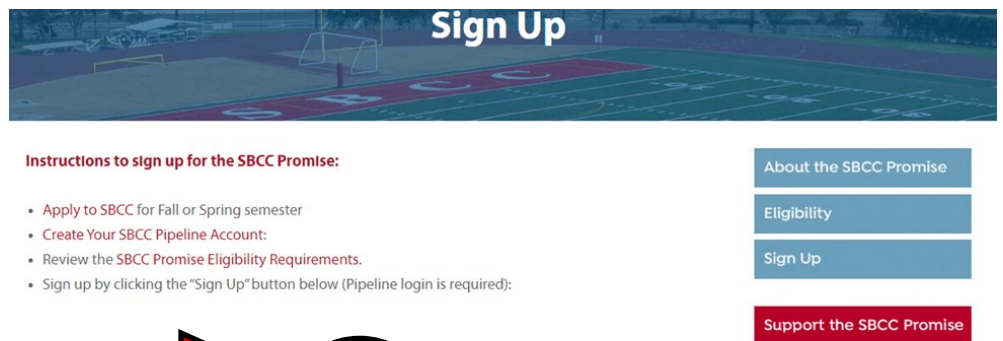 Sign Up
S B C C
Instructions to sign up for the SBCC Promise:
Apply to SBCC for Fall or Spring semester
Create Your SBCC Pipeline Account:
Review the SBCC Promise Eligibility Requirements.
Sign up by clicking the “Sign Up” button below (Pipeline login is required):
About the SBCC Promise
Eligibility
Sign Up
Support the SBCC Promise